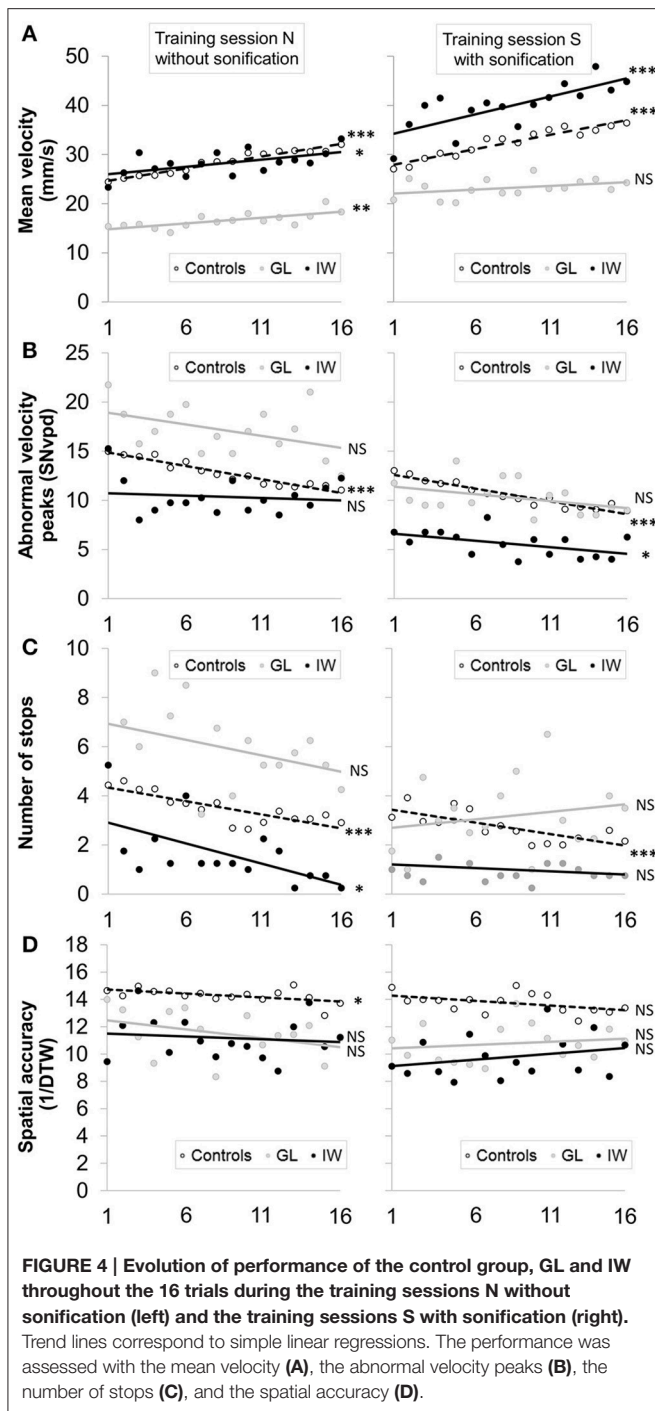 A
Training session N
without sonification
Training session S
with sonification
Mean velocity
(mm/s)
60
50
40
30
20
10
0
***
*
**
***
***
NS
Controls GL IW
Controls GL IW
1 6 11 16
1 6 11 16
B
Abnormal velocity
peaks (SNvpd)
25
20
15
10
5
0
Controls GL IW
Controls GL IW
NS
***
NS
NS
***
*
1 6 11 16
1 6 11 16
C
Number of stops
10
8
6
4
2
0
Controls GL IW
Controls GL IW
NS
***
*
NS
***
NS
1 6 11 16
1 6 11 16
D
Spatial accuracy
(1/DTW)
18
16
14
12
10
8
6
4
2
0
*
NS
NS
NS
NS
NS
Controls GL IW
Controls GL IW
1 6 11 16
1 6 11 16
FIGURE 4 | Evolution of performance of the control group, GL and IW
throughout the 16 trials during the training sessions N without
sonification (left) and the training sessions S with sonification (right).
Trend lines correspond to simple linear regressions. The performance was
assessed with the mean velocity (A), the abnormal velocity peaks (B), the
number of stops (C), and the spatial accuracy (D).